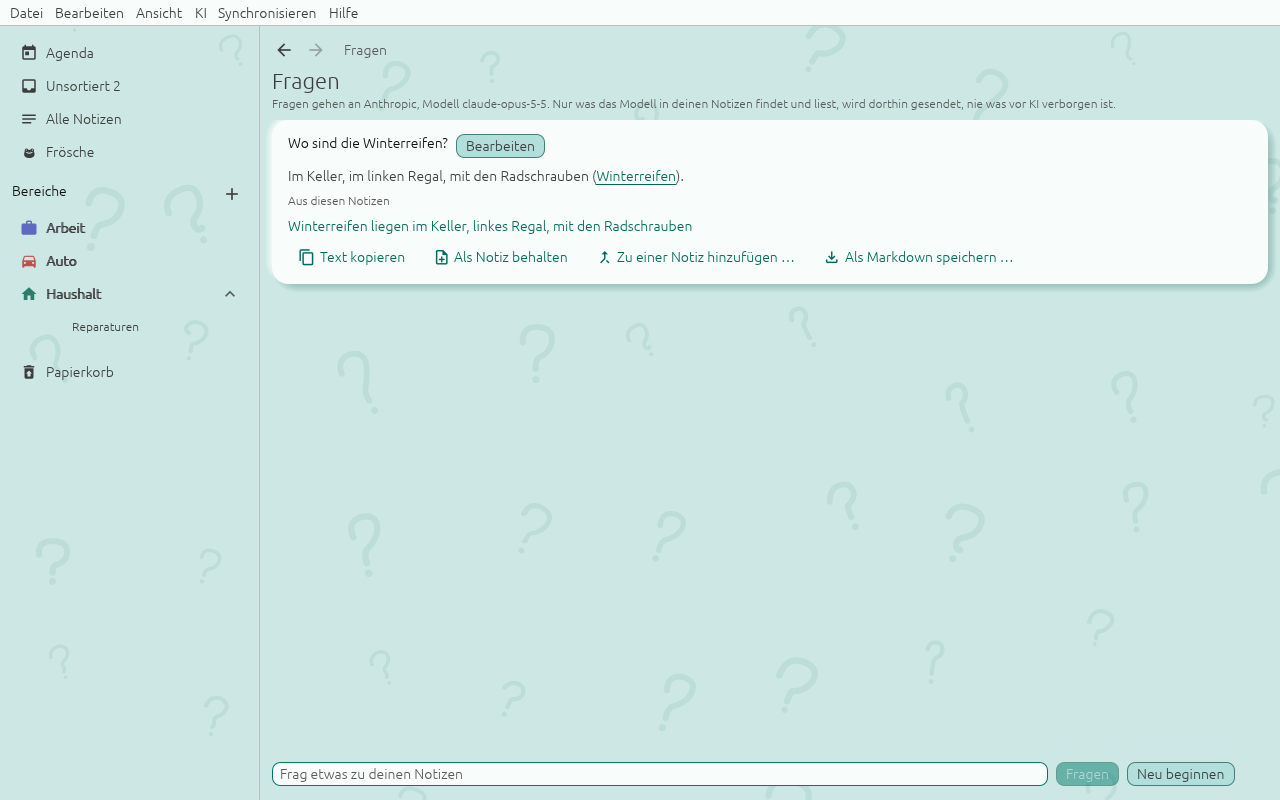 Datei Bearbeiten Ansicht KI Synchronisieren Hilfe
Agenda
Unsortiert 2
Alle Notizen
Frösche
Bereiche
Arbeit
Auto
Haushalt
Reparaturen
Papierkorb
Fragen
Fragen
Fragen gehen an Anthropic, Modell claude-opus-5-5. Nur was das Modell in deinen Notizen findet und liest, wird dorthin gesendet, nie was vor KI verborgen ist.
Wo sind die Winterreifen? Bearbeiten
Im Keller, im linken Regal, mit den Radschrauben (Winterreifen).
Aus diesen Notizen
Winterreifen liegen im Keller, linkes Regal, mit den Radschrauben
Text kopieren Als Notiz behalten Zu einer Notiz hinzufügen … Als Markdown speichern …
Frag etwas zu deinen Notizen Fragen Neu beginnen